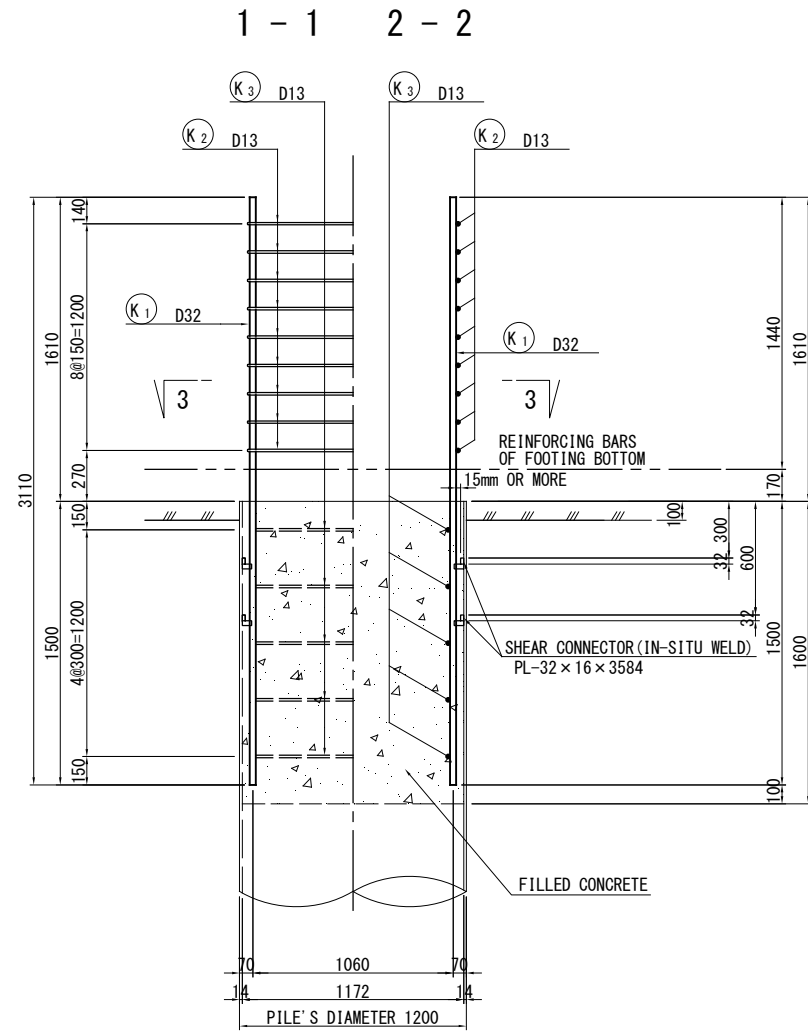 1 - 1 2 - 2
K3 D13 K3 D13
K2 D13 K2 D13
140
8@150=1200
K1 D32
K1 D32
1610
1440
1610
3 3
REINFORCING BARS
OF FOOTING BOTTOM
15mm OR MORE
3110
270
170
150
100
300
32
600
32
SHEAR CONNECTOR(IN-SITU WELD)
PL-32×16×3584
1500
4@300=1200
1500
1600
150
100
FILLED CONCRETE
70 1060 70
14 1172 14
PILE'S DIAMETER 1200